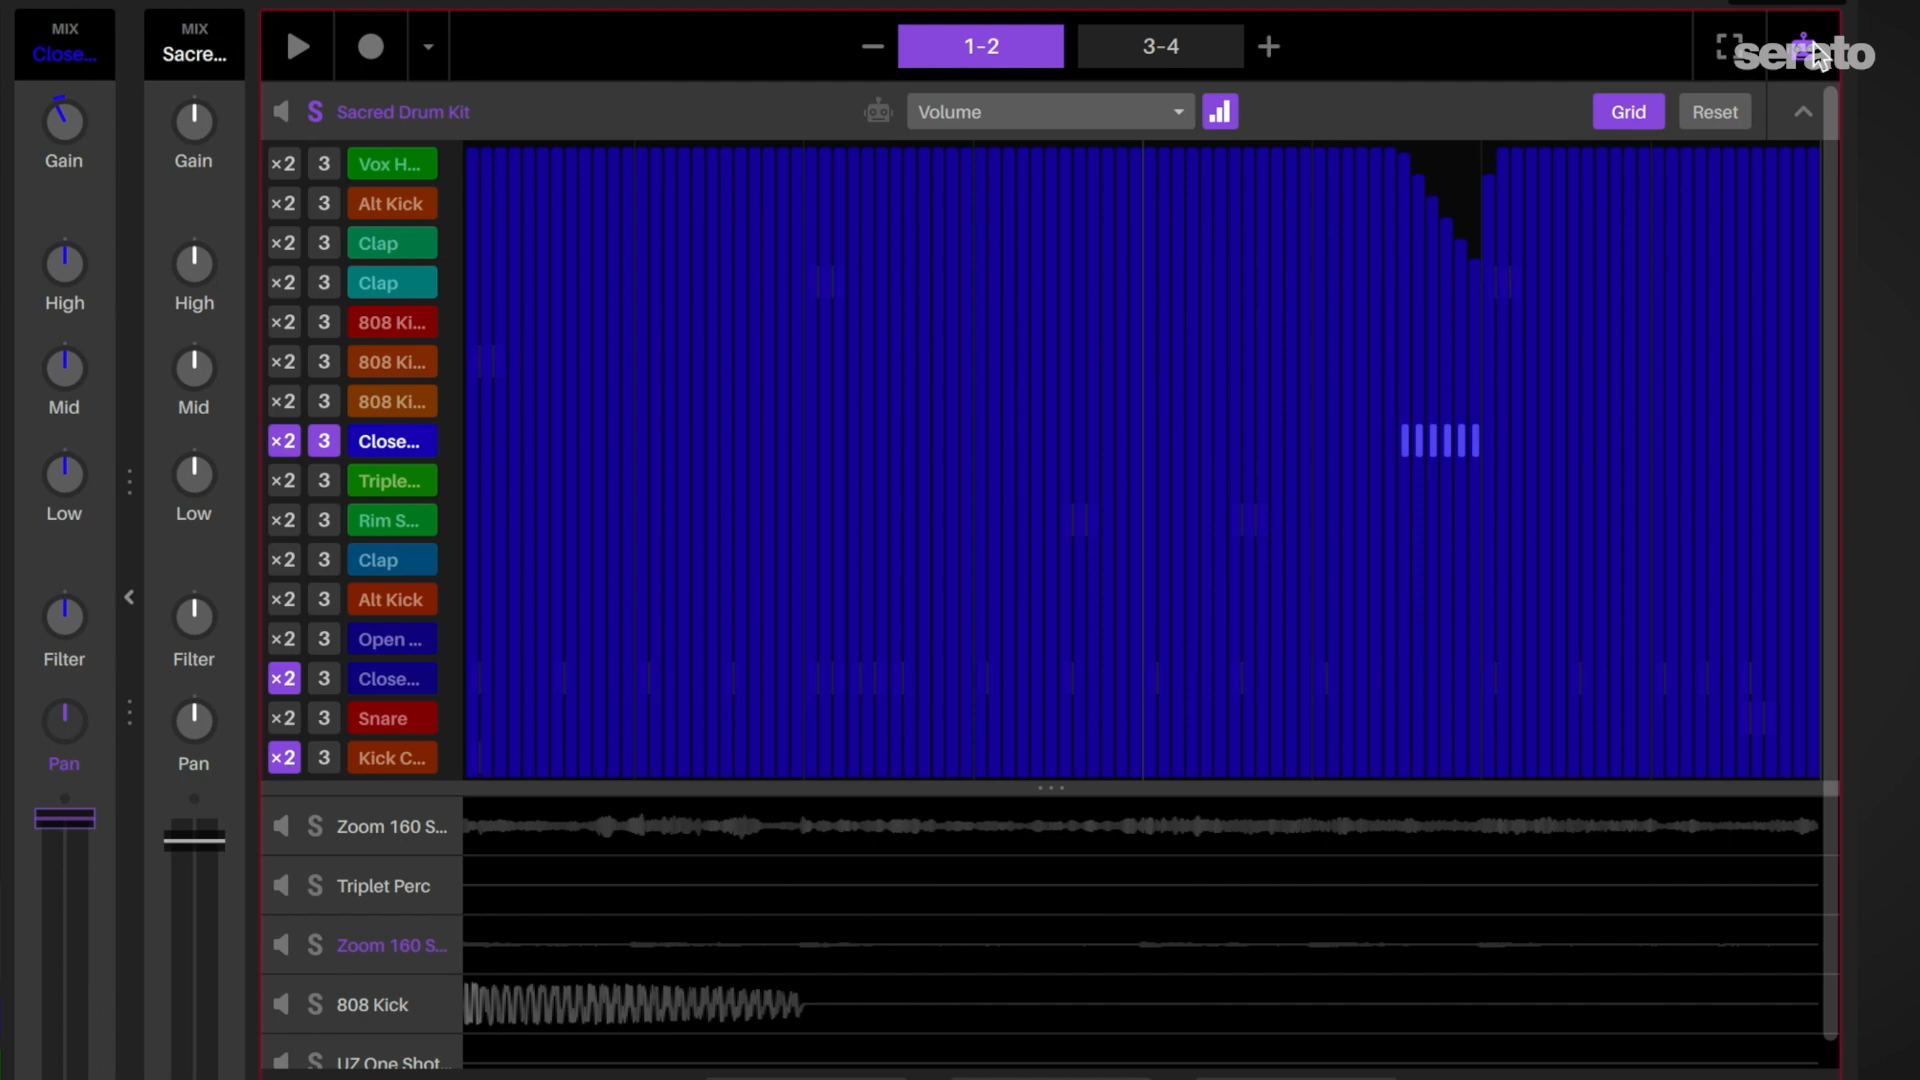 MIX
Close...
MIX
Sacre...
1-2
3-4
serato
S Sacred Drum Kit
Volume
Grid
Reset
Gain
Gain
High
High
Mid
Mid
Low
Low
Filter
Filter
Pan
Pan
×2 3 Vox H...
×2 3 Alt Kick
×2 3 Clap
×2 3 Clap
×2 3 808 Ki...
×2 3 808 Ki...
×2 3 808 Ki...
×2 3 Close...
×2 3 Triple...
×2 3 Rim S...
×2 3 Clap
×2 3 Alt Kick
×2 3 Open ...
×2 3 Close...
×2 3 Snare
×2 3 Kick C...
S Zoom 160 S...
S Triplet Perc
S Zoom 160 S...
S 808 Kick
S UZ One Shot...